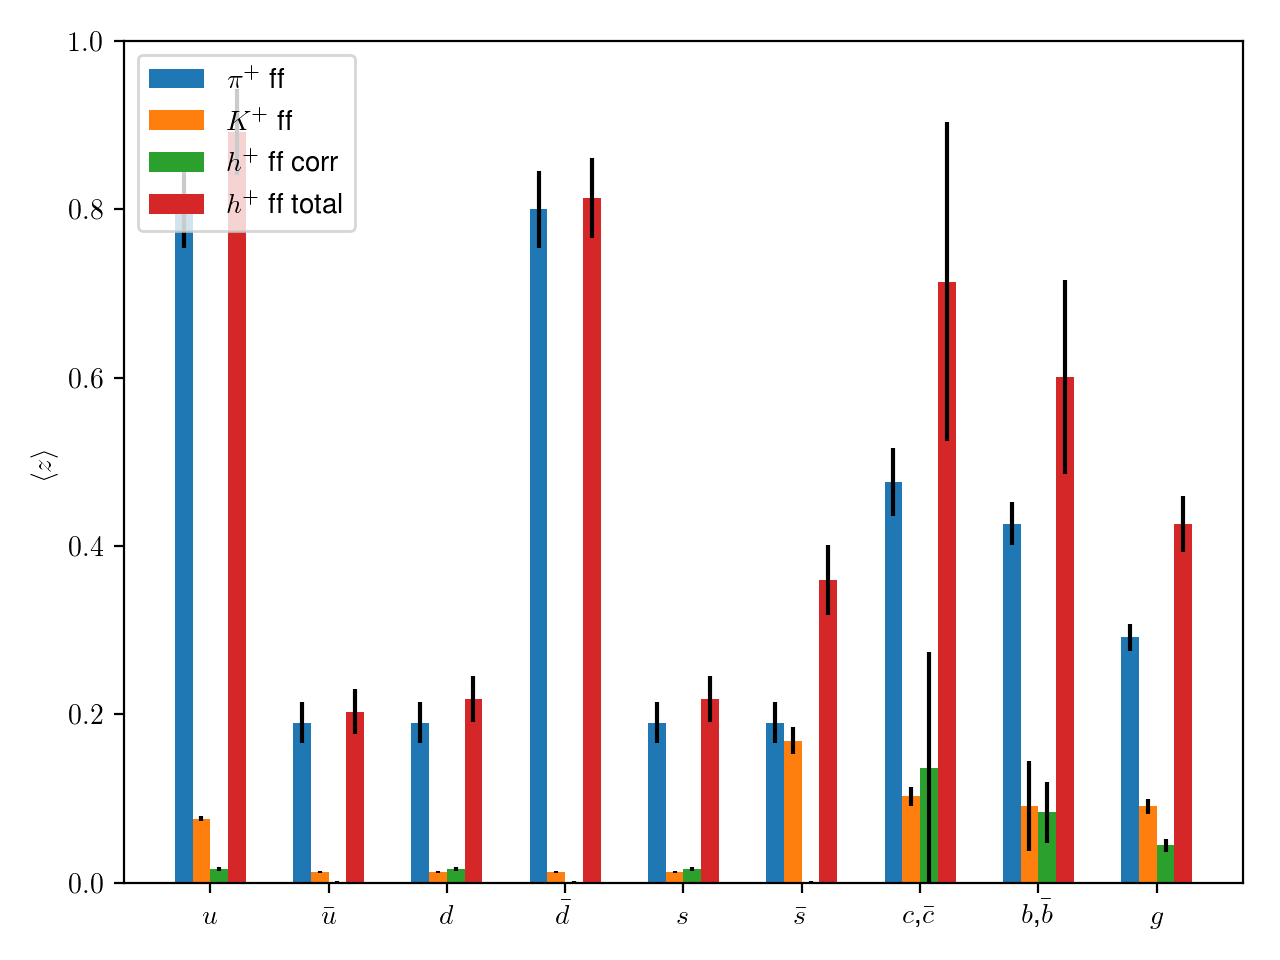 1.0
π⁺ ff
K⁺ ff
h⁺ ff corr
h⁺ ff total
0.8
0.6
⟨z⟩
0.4
0.2
0.0
u ū d d̄ s s̄ c,c̄ b,b̄ g